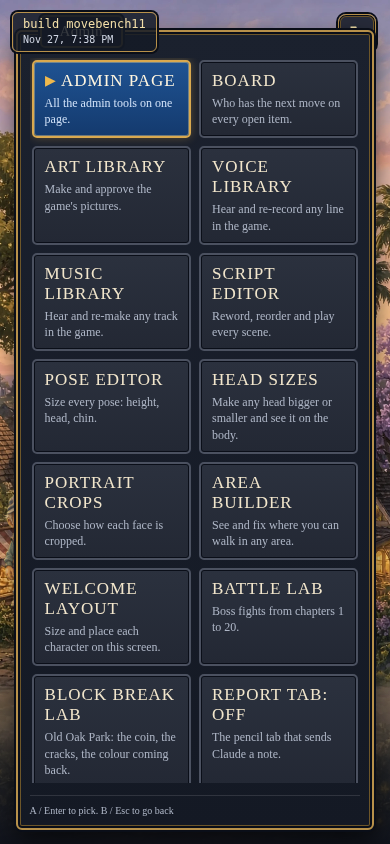 build movebench11
Nov 27, 7:38 PM
▶ ADMIN PAGE
All the admin tools on one
page.
BOARD
Who has the next move on
every open item.
ART LIBRARY
Make and approve the
game's pictures.
VOICE
LIBRARY
Hear and re-record any line
in the game.
MUSIC
LIBRARY
Hear and re-make any track
in the game.
SCRIPT
EDITOR
Reword, reorder and play
every scene.
POSE EDITOR
Size every pose: height,
head, chin.
HEAD SIZES
Make any head bigger or
smaller and see it on the
body.
PORTRAIT
CROPS
Choose how each face is
cropped.
AREA
BUILDER
See and fix where you can
walk in any area.
WELCOME
LAYOUT
Size and place each
character on this screen.
BATTLE LAB
Boss fights from chapters 1
to 20.
BLOCK BREAK
LAB
Old Oak Park: the coin, the
cracks, the colour coming
back.
REPORT TAB:
OFF
The pencil tab that sends
Claude a note.
A / Enter to pick. B / Esc to go back